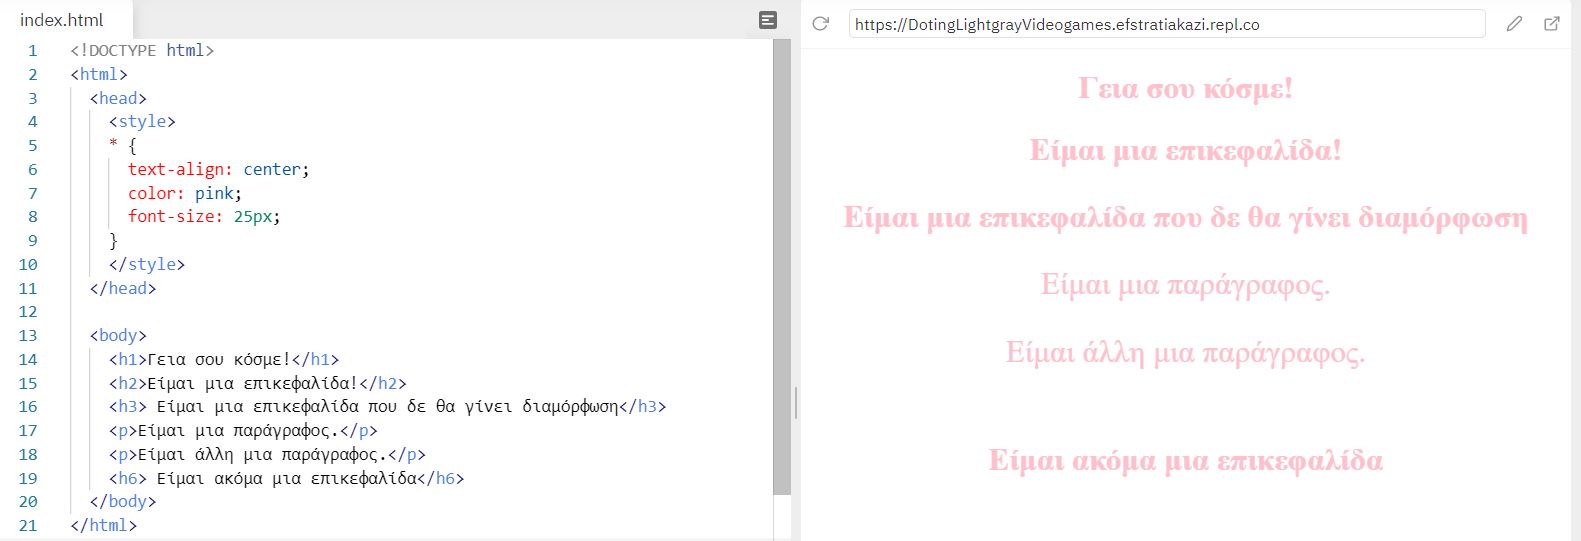 index.html
https://DotingLightgrayVideogames.efstratiakazi.repl.co
1 <!DOCTYPE html>
2 <html>
3 <head>
4 <style>
5 * {
6 text-align: center;
7 color: pink;
8 font-size: 25px;
9 }
10 </style>
11 </head>
12
13 <body>
14 <h1>Γεια σου κόσμε!</h1>
15 <h2>Είμαι μια επικεφαλίδα!</h2>
16 <h3> Είμαι μια επικεφαλίδα που δε θα γίνει διαμόρφωση</h3>
17 <p>Είμαι μια παράγραφος.</p>
18 <p>Είμαι άλλη μια παράγραφος.</p>
19 <h6> Είμαι ακόμα μια επικεφαλίδα</h6>
20 </body>
21 </html>
Γεια σου κόσμε!
Είμαι μια επικεφαλίδα!
Είμαι μια επικεφαλίδα που δε θα γίνει διαμόρφωση
Είμαι μια παράγραφος.
Είμαι άλλη μια παράγραφος.
Είμαι ακόμα μια επικεφαλίδα